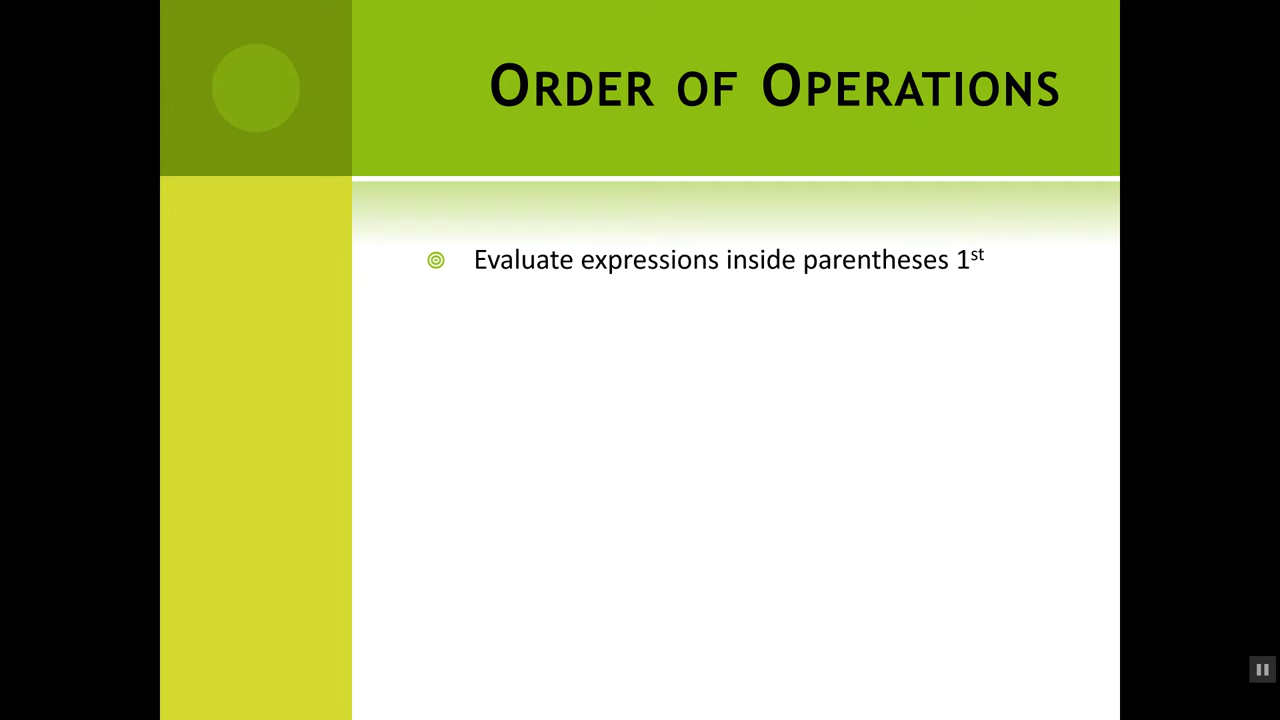 Order of Operations
Evaluate expressions inside parentheses 1st